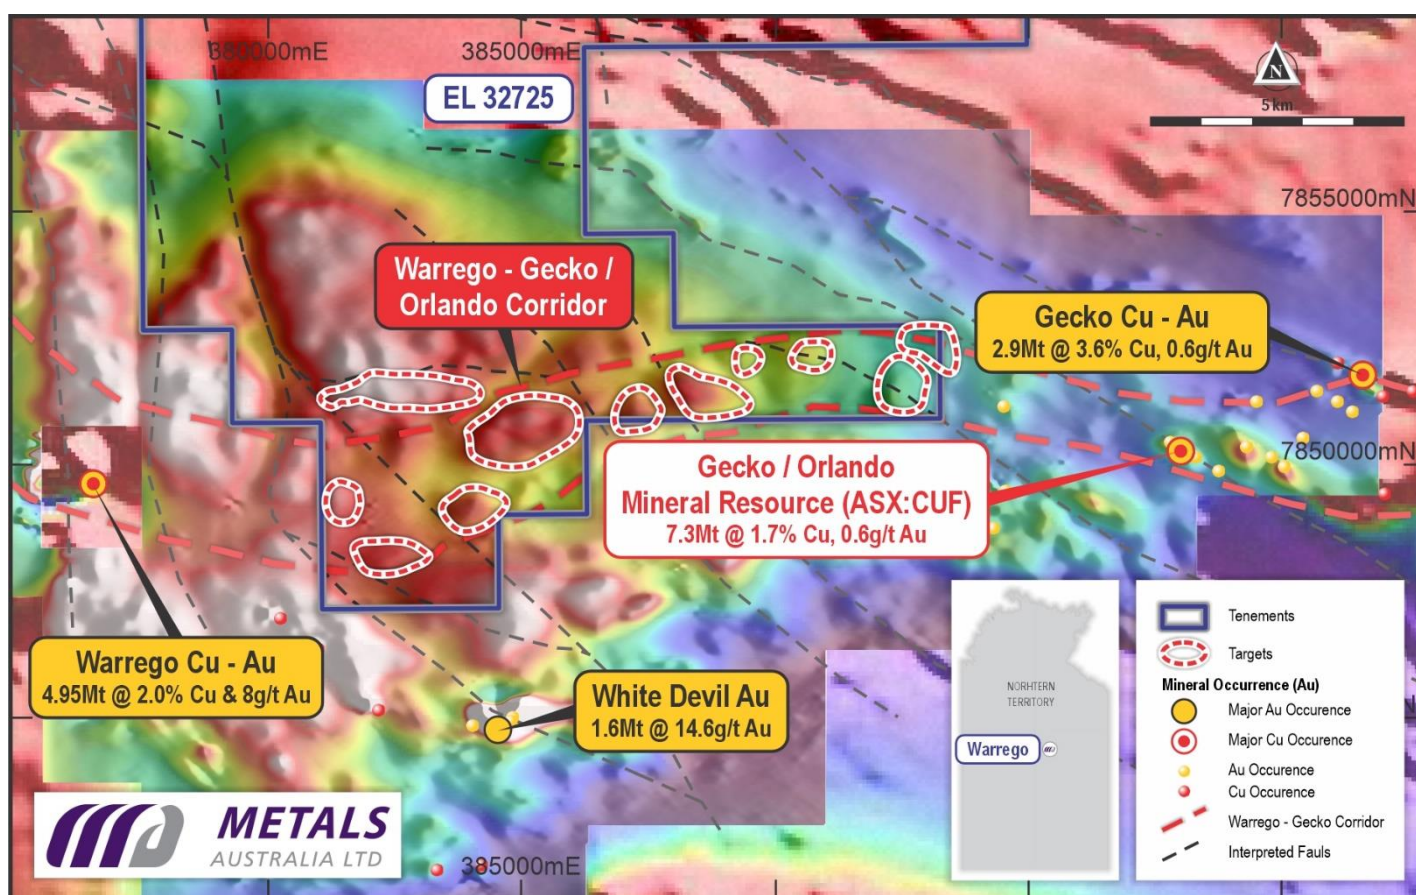 380000mE
385000mE
EL 32725
N
5 km
7855000mN
Warrego - Gecko /
Orlando Corridor
Gecko Cu - Au
2.9Mt @ 3.6% Cu, 0.6g/t Au
7850000mN
Gecko / Orlando
Mineral Resource (ASX:CUF)
7.3Mt @ 1.7% Cu, 0.6g/t Au
Warrego Cu - Au
4.95Mt @ 2.0% Cu & 8g/t Au
White Devil Au
1.6Mt @ 14.6g/t Au
NORHTERN
TERRITORY
Warrego
Tenements
Targets
Mineral Occurrence (Au)
Major Au Occurence
Major Cu Occurence
Au Occurence
Cu Occurence
Warrego - Gecko Corridor
Interpreted Fauls
METALS
AUSTRALIA LTD
385000mE